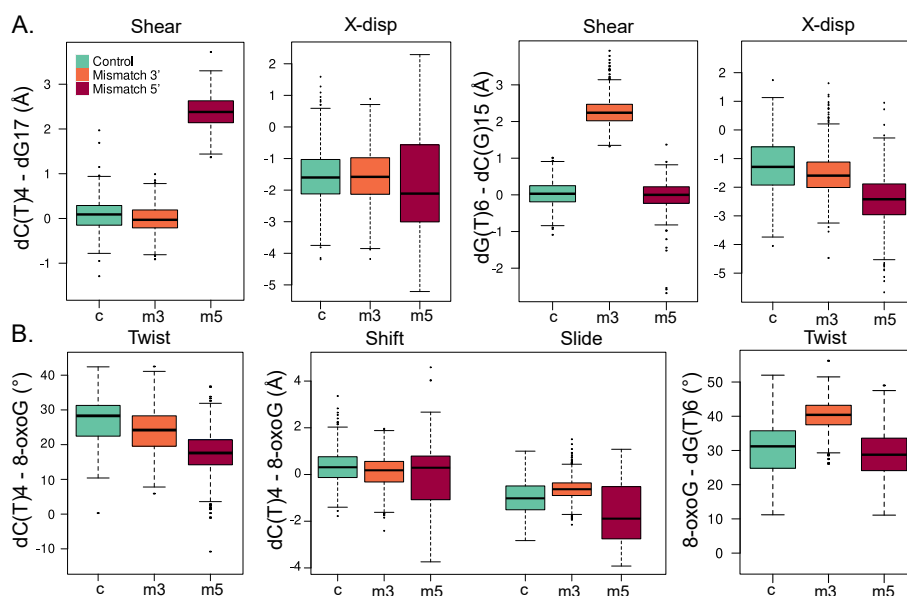 A.
Shear
X-disp
Shear
X-disp
dC(T)4 - dG17 (Å)
3
2
1
0
-1
Control
Mismatch 3'
Mismatch 5'
c m3 m5
2
1
0
-1
-2
-3
-4
-5
c m3 m5
dG(T)6 - dC(G)15 (Å)
3
2
1
0
-1
-2
c m3 m5
2
1
0
-1
-2
-3
-4
-5
c m3 m5
B.
Twist
Shift
Slide
Twist
dC(T)4 - 8-oxoG (°)
40
30
20
10
0
-10
c m3 m5
dC(T)4 - 8-oxoG (Å)
4
2
0
-2
-4
c m3 m5 c m3 m5
8-oxoG - dG(T)6 (°)
50
40
30
20
10
0
c m3 m5